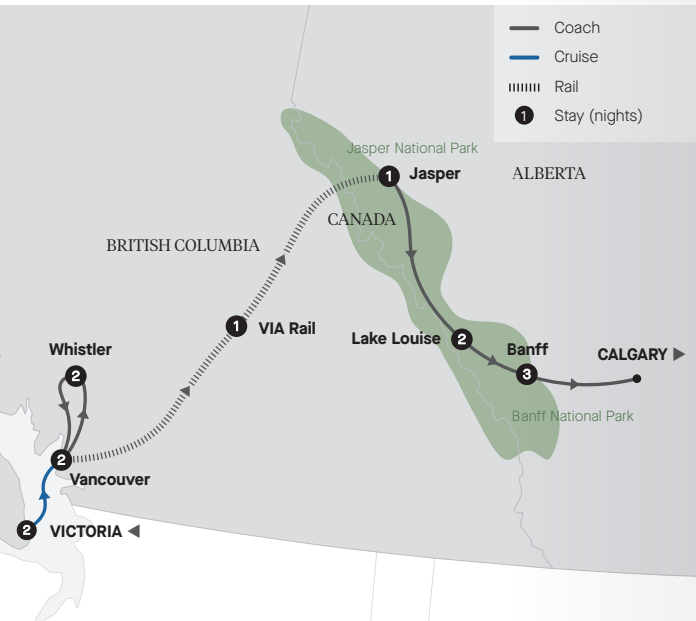 Coach
Cruise
Rail
1 Stay (nights)
Jasper National Park
1 Jasper
ALBERTA
CANADA
BRITISH COLUMBIA
1 VIA Rail
Lake Louise 2
Whistler
2
Banff
3
CALGARY
Banff National Park
2
Vancouver
2 VICTORIA